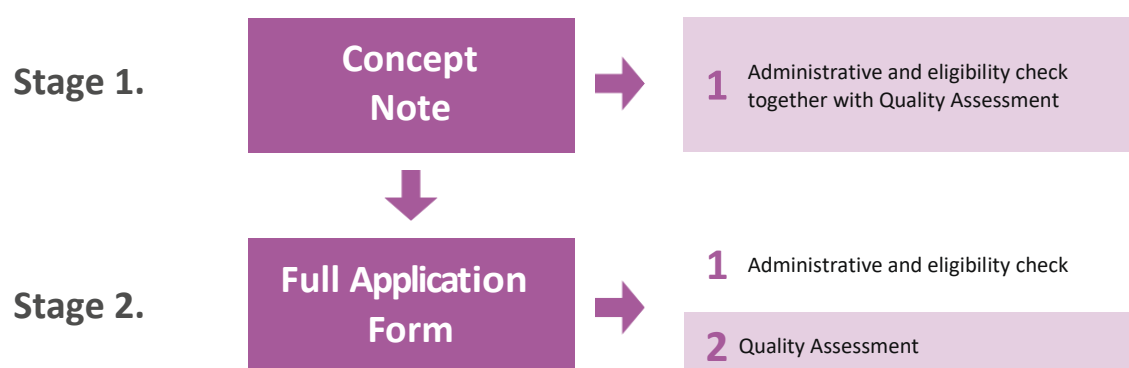 Stage 1.
Concept
Note
1
Administrative and eligibility check
together with Quality Assessment
Stage 2.
Full Application
Form
1
Administrative and eligibility check
2
Quality Assessment